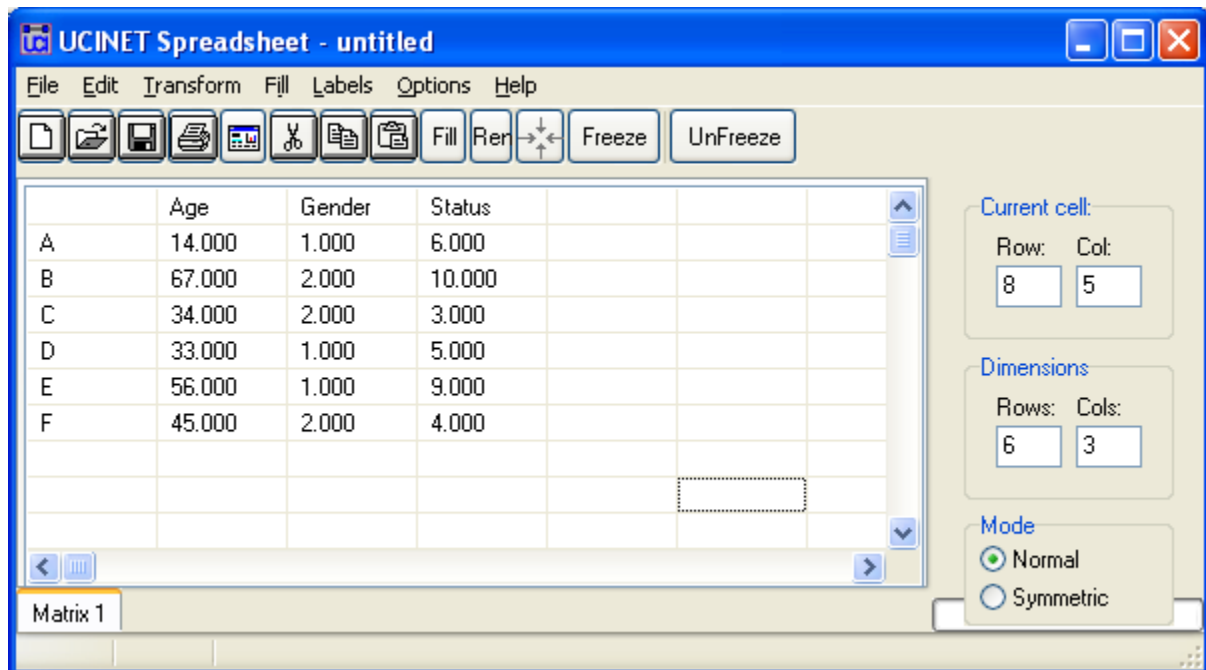 UCINET Spreadsheet - untitled
File Edit Transform Fill Labels Options Help
Fill Ren Freeze UnFreeze
Age Gender Status
A 14.000 1.000 6.000
B 67.000 2.000 10.000
C 34.000 2.000 3.000
D 33.000 1.000 5.000
E 56.000 1.000 9.000
F 45.000 2.000 4.000
Current cell:
Row: Col:
8 5
Dimensions
Rows: Cols:
6 3
Mode
Normal
Symmetric
Matrix 1